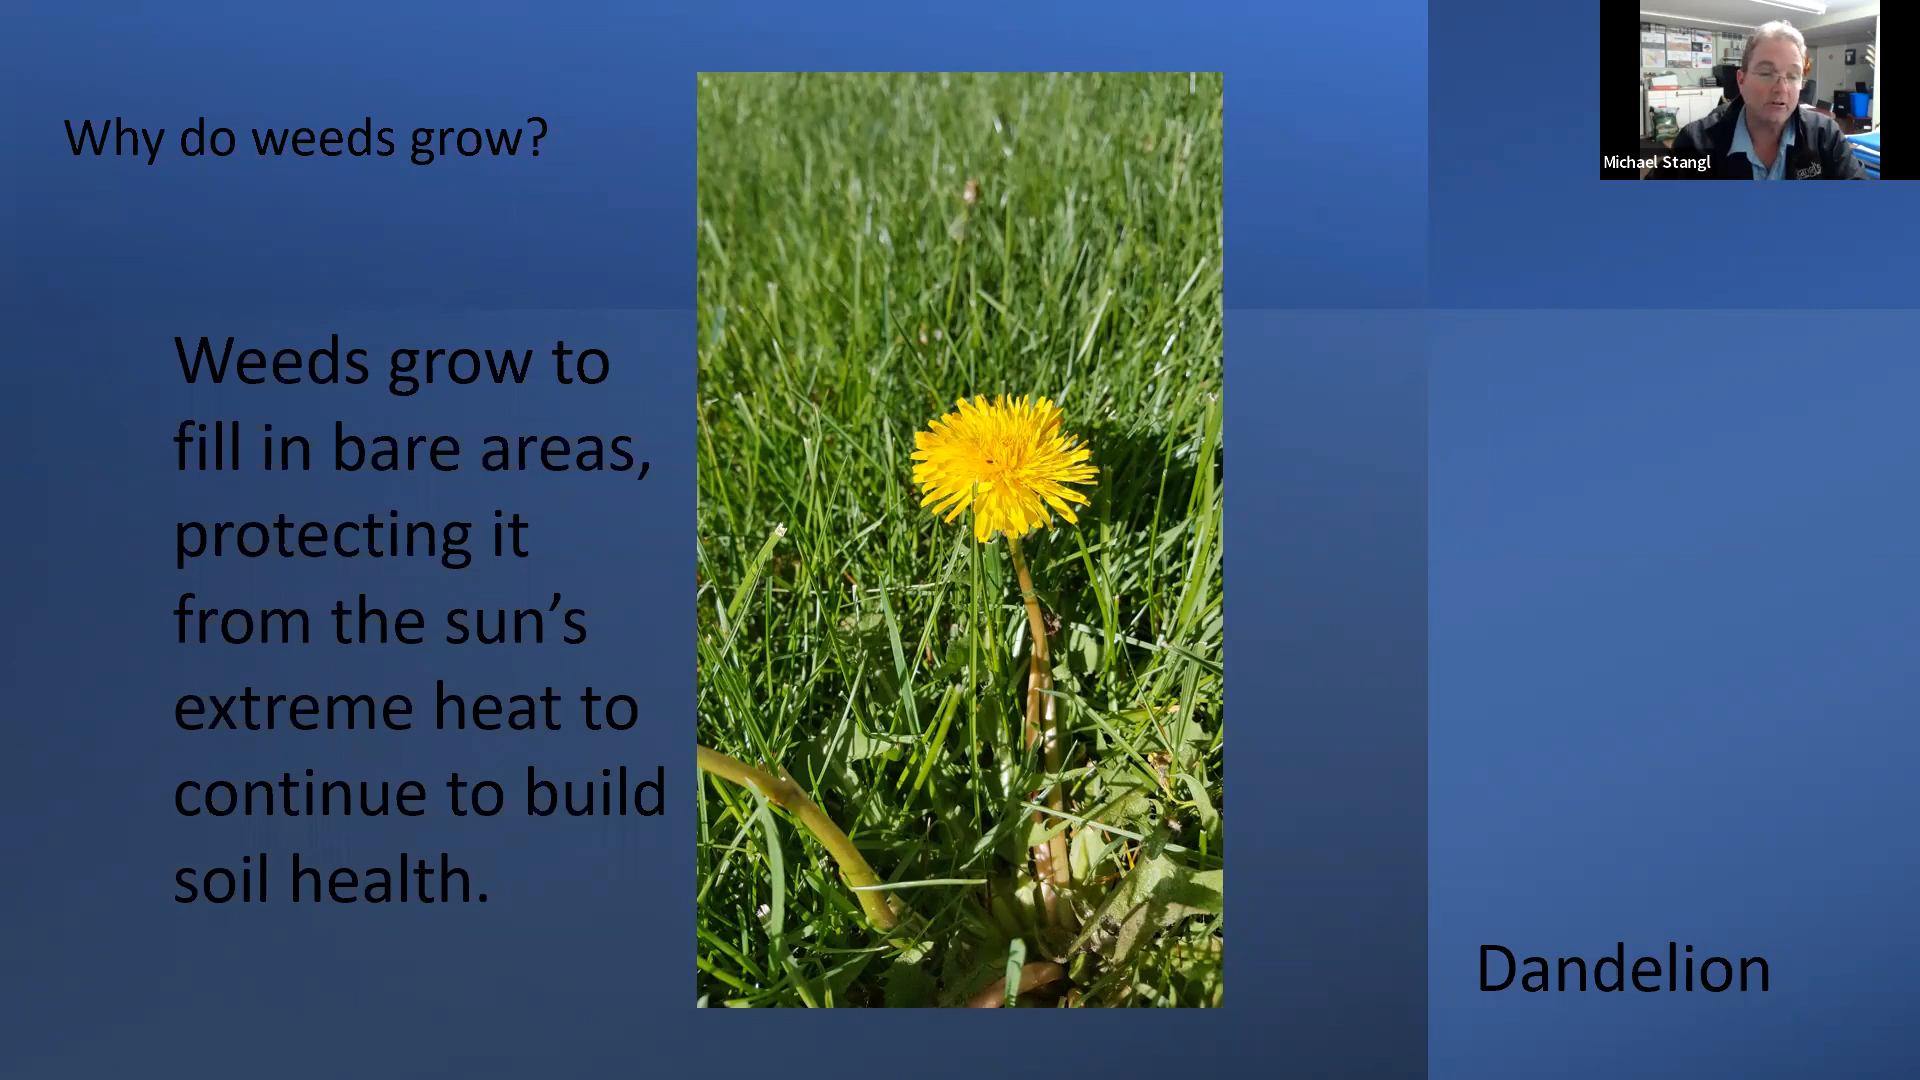 Why do weeds grow?
Michael Stangl
Weeds grow to
fill in bare areas,
protecting it
from the sun’s
extreme heat to
continue to build
soil health.
Dandelion